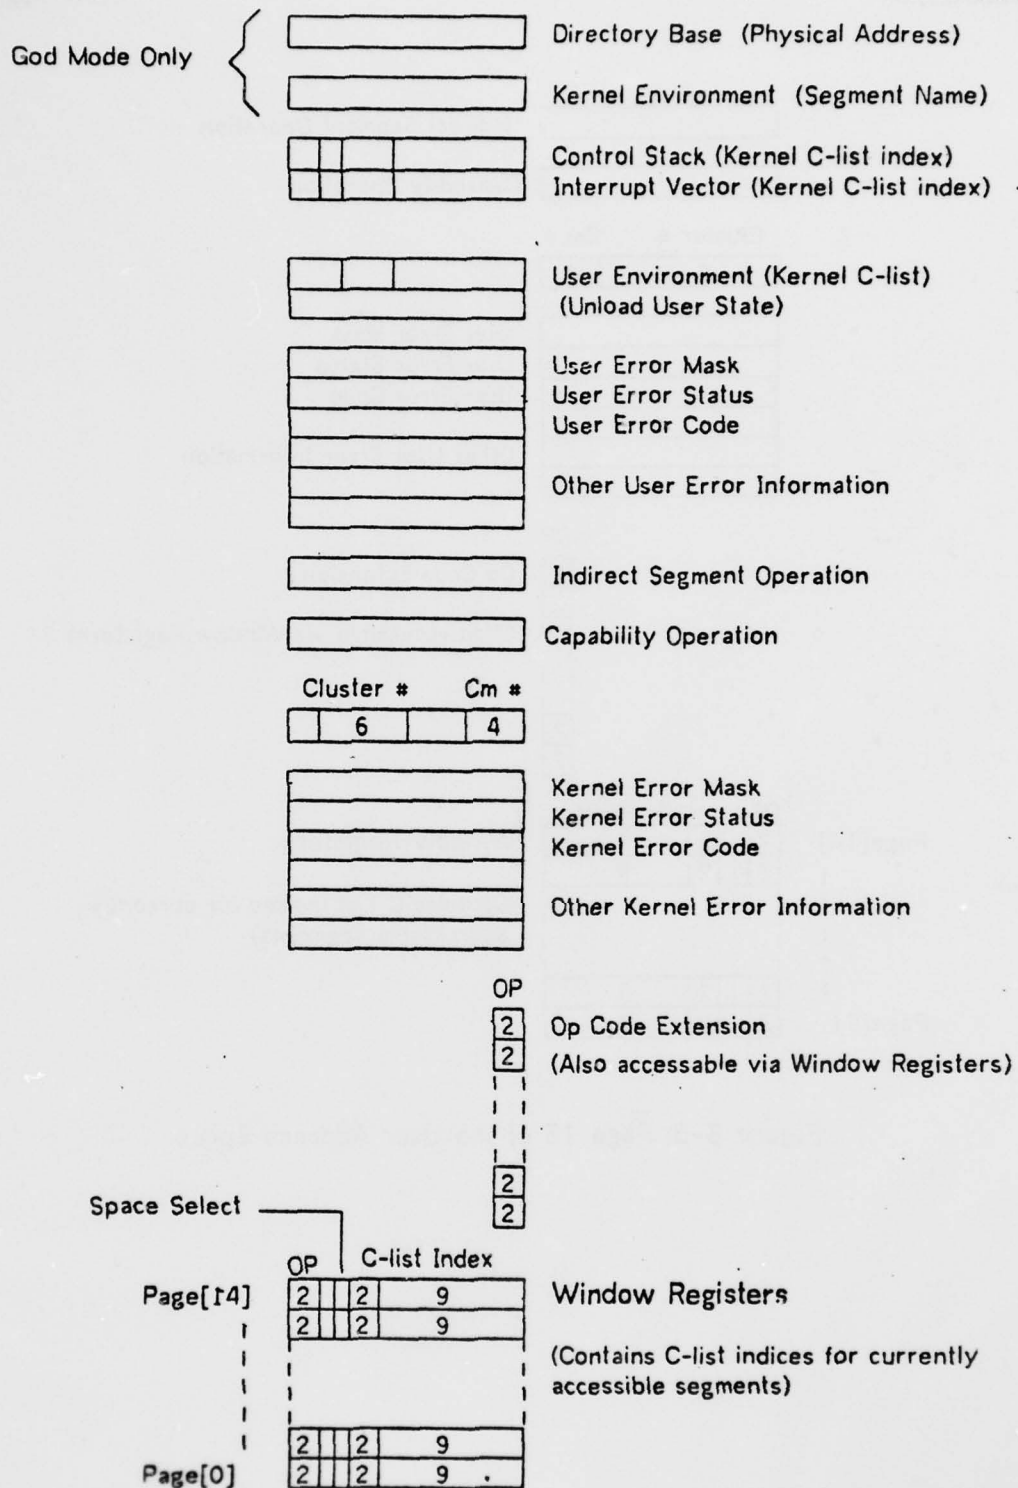 Directory Base (Physical Address)
God Mode Only
Kernel Environment (Segment Name)
Control Stack (Kernel C-list index)
Interrupt Vector (Kernel C-list index)
User Environment (Kernel C-list)
(Unload User State)
User Error Mask
User Error Status
User Error Code
Other User Error Information
Indirect Segment Operation
Capability Operation
Cluster # Cm #
6 4
Kernel Error Mask
Kernel Error Status
Kernel Error Code
Other Kernel Error Information
OP
2 Op Code Extension
2 (Also accessable via Window Registers)
2
2
Space Select
OP C-list Index
Page[14] 2 2 9 Window Registers
2 2 9
(Contains C-list indices for currently
accessible segments)
2 2 9
Page[0] 2 2 9